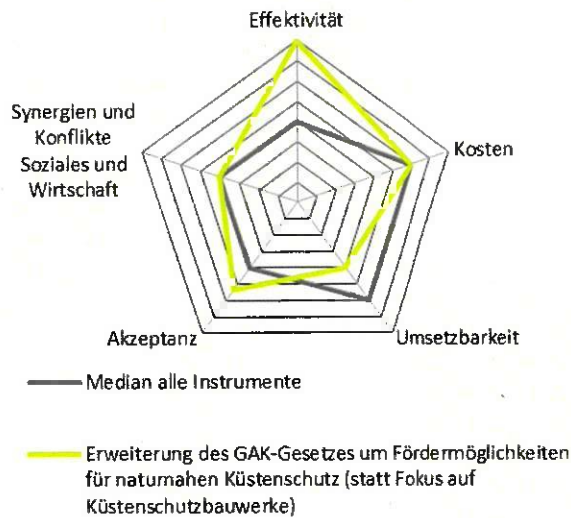 Effektivität
Synergien und
Konflikte
Soziales und
Wirtschaft
Kosten
Akzeptanz
Umsetzbarkeit
Median alle Instrumente
Erweiterung des GAK-Gesetzes um Fördermöglichkeiten
für naturnahen Küstenschutz (statt Fokus auf
Küstenschutzbauwerke)